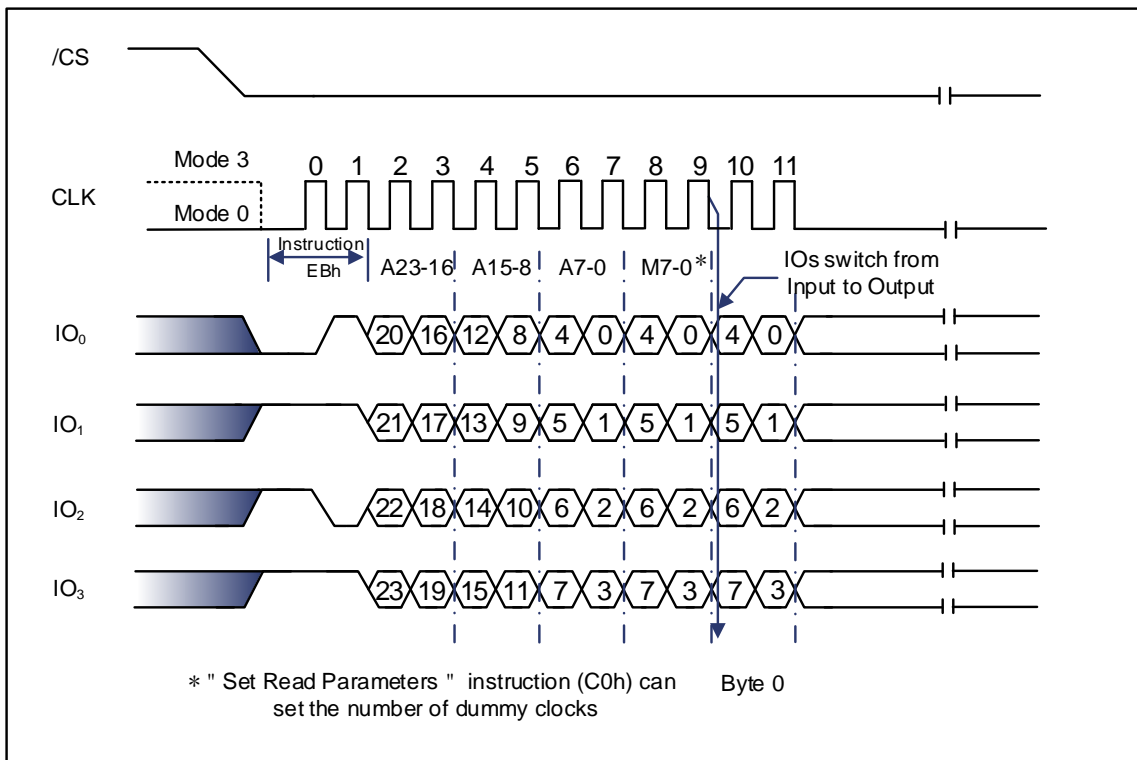 /CS
Mode 3
0 1 2 3 4 5 6 7 8 9 10 11
CLK
Mode 0
Instruction
EBh
A23-16 A15-8 A7-0 M7-0*
IOs switch from
Input to Output
IO0 20 16 12 8 4 0 4 0 4 0
IO1 21 17 13 9 5 1 5 1 5 1
IO2 22 18 14 10 6 2 6 2 6 2
IO3 23 19 15 11 7 3 7 3 7 3
* " Set Read Parameters " instruction (C0h) can
set the number of dummy clocks
Byte 0